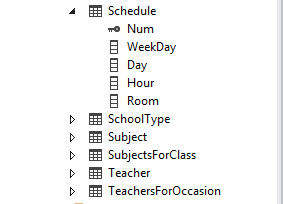 Schedule
Num
WeekDay
Day
Hour
Room
SchoolType
Subject
SubjectsForClass
Teacher
TeachersForOccasion